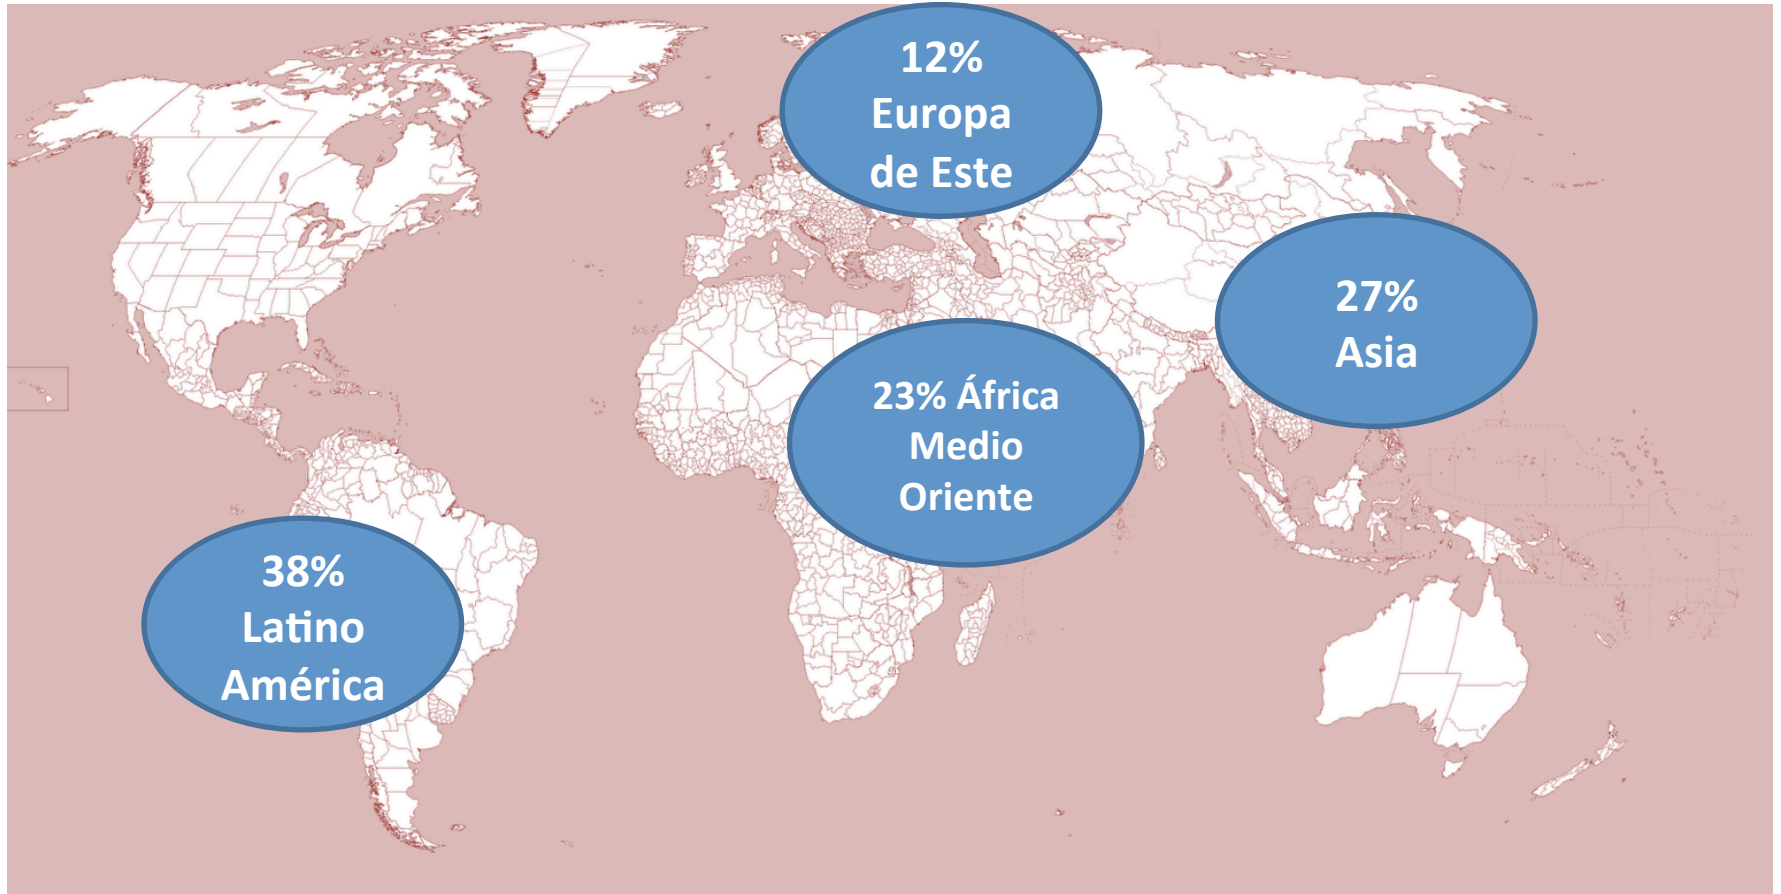 12%
Europa
de Este
27%
Asia
23% África
Medio
Oriente
38%
Latino
América